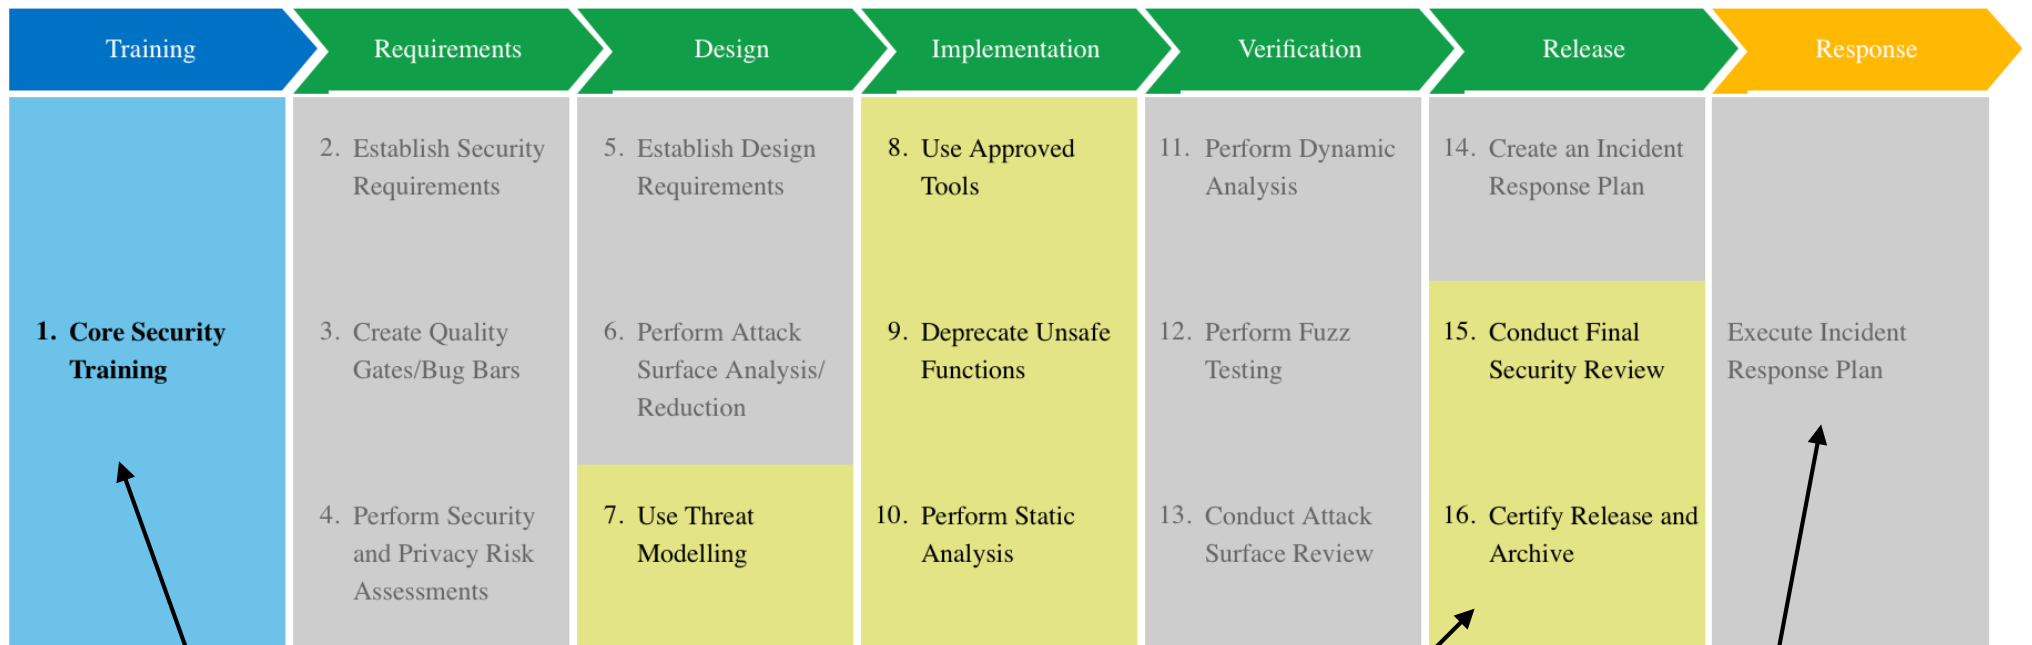 Training
Requirements
Design
Implementation
Verification
Release
Response
1. Core Security
Training
2. Establish Security
Requirements
3. Create Quality
Gates/Bug Bars
4. Perform Security
and Privacy Risk
Assessments
5. Establish Design
Requirements
6. Perform Attack
Surface Analysis/
Reduction
7. Use Threat
Modelling
8. Use Approved
Tools
9. Deprecate Unsafe
Functions
10. Perform Static
Analysis
11. Perform Dynamic
Analysis
12. Perform Fuzz
Testing
13. Conduct Attack
Surface Review
14. Create an Incident
Response Plan
15. Conduct Final
Security Review
16. Certify Release and
Archive
Execute Incident
Response Plan